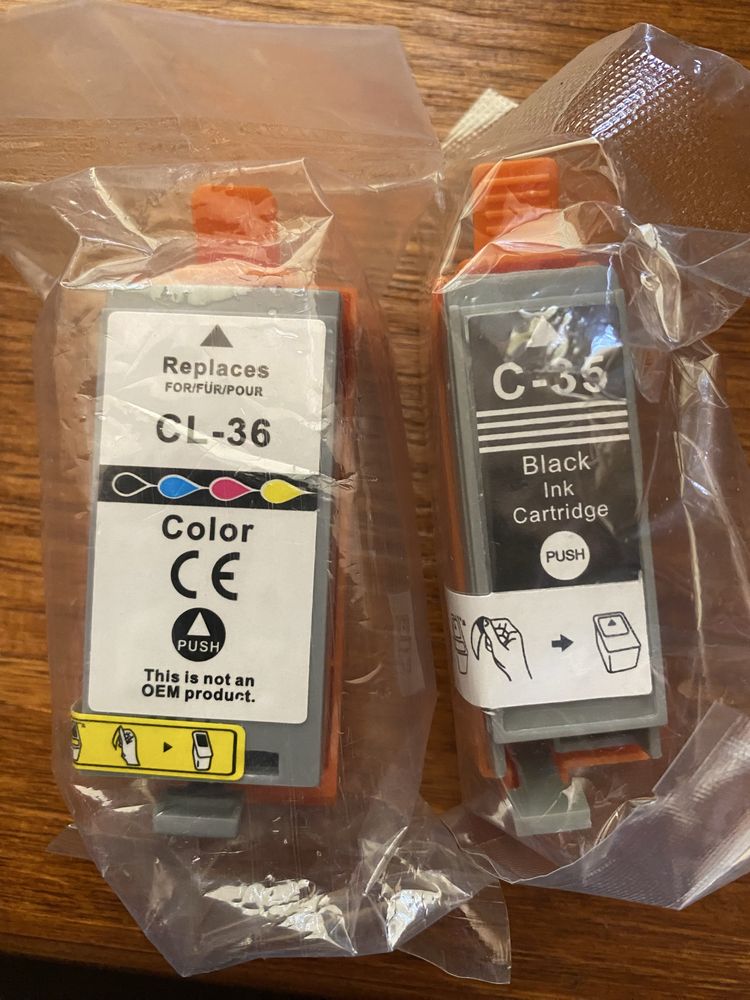 Replaces
FOR/FÜR/POUR
CL-36
Color
CE
PUSH
This is not an
OEM product.
C-35
Black
Ink
Cartridge
PUSH